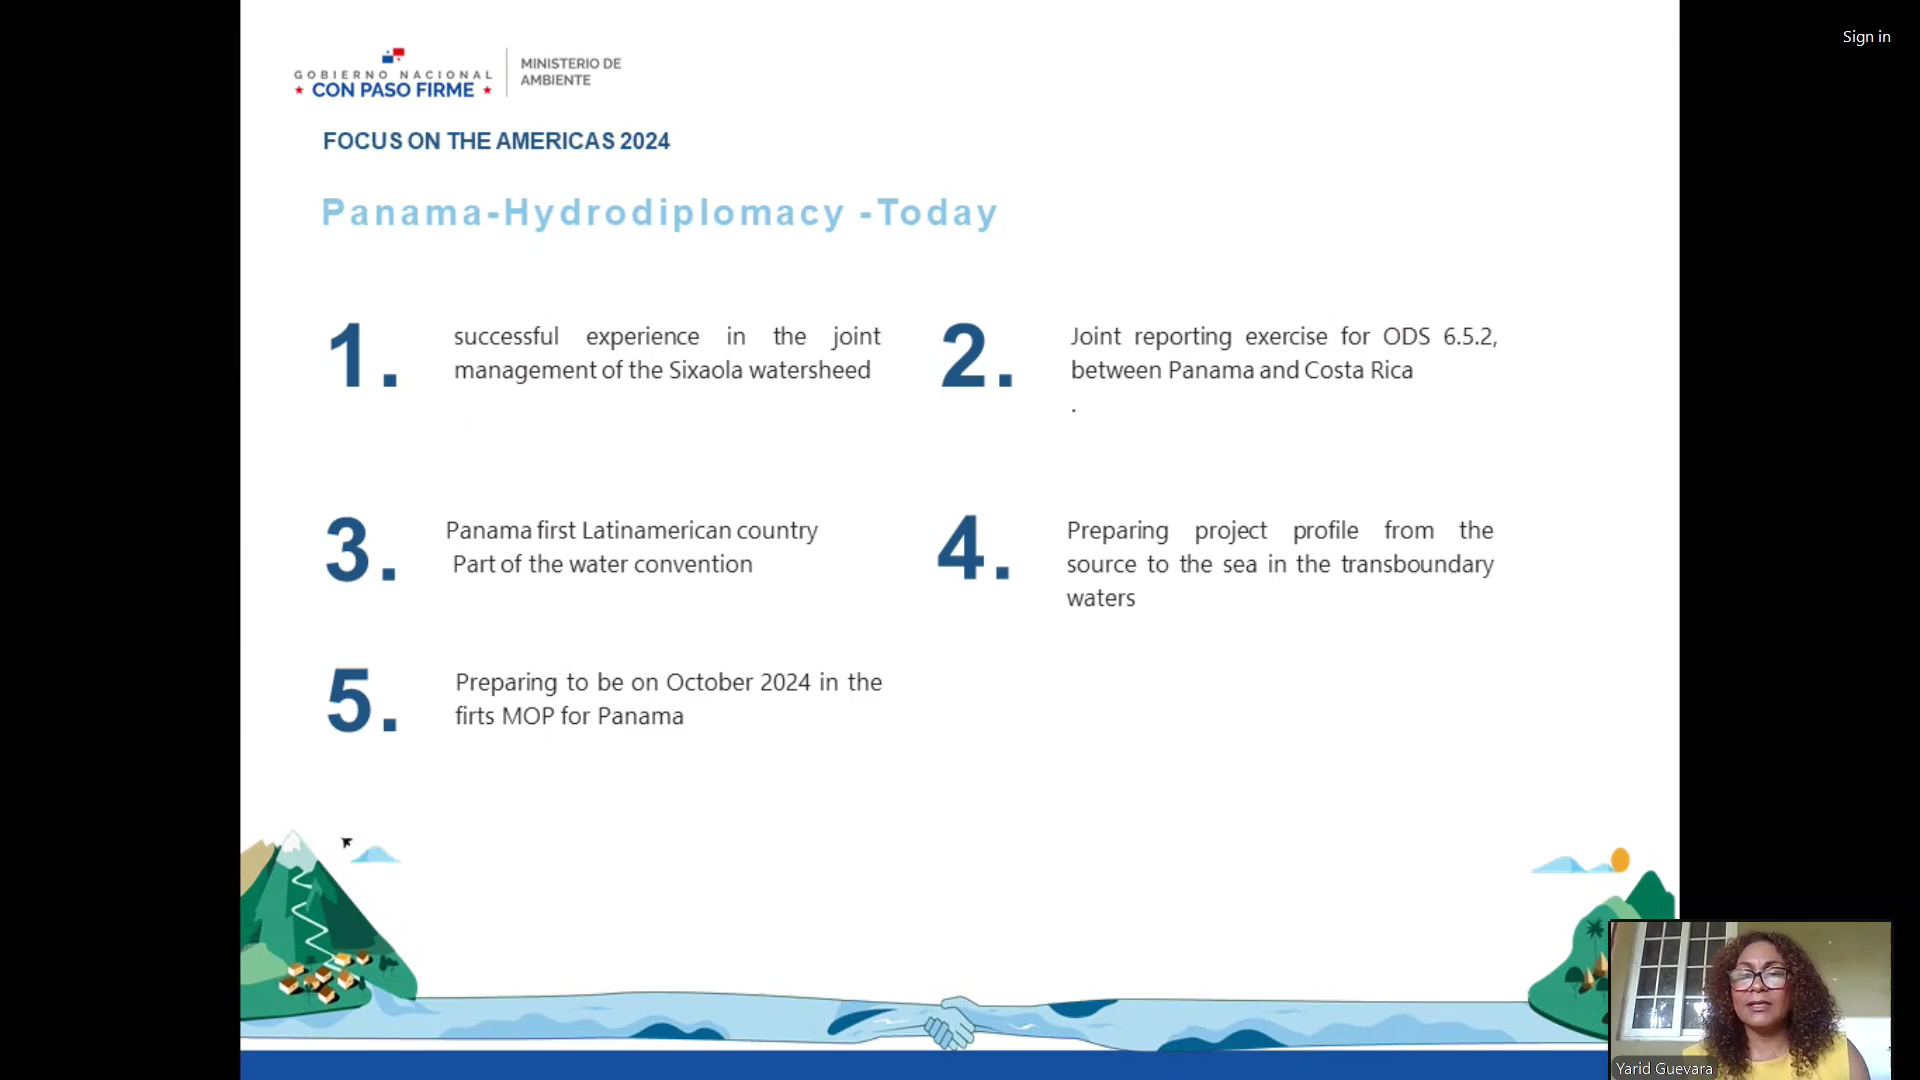 Sign in
GOBIERNO NACIONAL
CON PASO FIRME
MINISTERIO DE
AMBIENTE
FOCUS ON THE AMERICAS 2024
Panama-Hydrodiplomacy -Today
1.
successful experience in the joint
management of the Sixaola watersheed
2.
Joint reporting exercise for ODS 6.5.2,
between Panama and Costa Rica
.
3.
Panama first Latinamerican country
Part of the water convention
4.
Preparing project profile from the
source to the sea in the transboundary
waters
5.
Preparing to be on October 2024 in the
firts MOP for Panama
Yarid Guevara